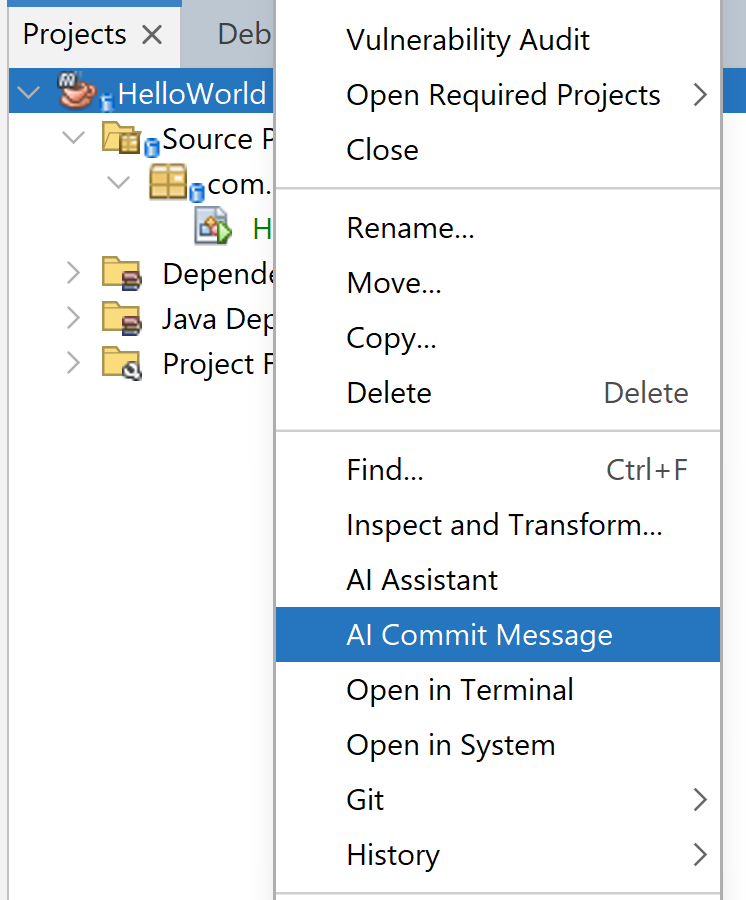 Projects
Deb
HelloWorld
Source P
com.
H
Depende
Java Dep
Project F
Vulnerability Audit
Open Required Projects
Close
Rename...
Move...
Copy...
Delete Delete
Find... Ctrl+F
Inspect and Transform...
AI Assistant
AI Commit Message
Open in Terminal
Open in System
Git
History